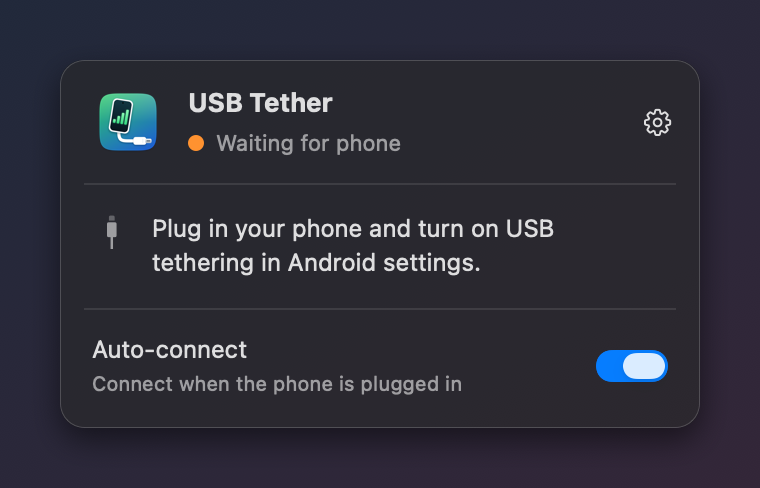 USB Tether
Waiting for phone
Plug in your phone and turn on USB
tethering in Android settings.
Auto-connect
Connect when the phone is plugged in